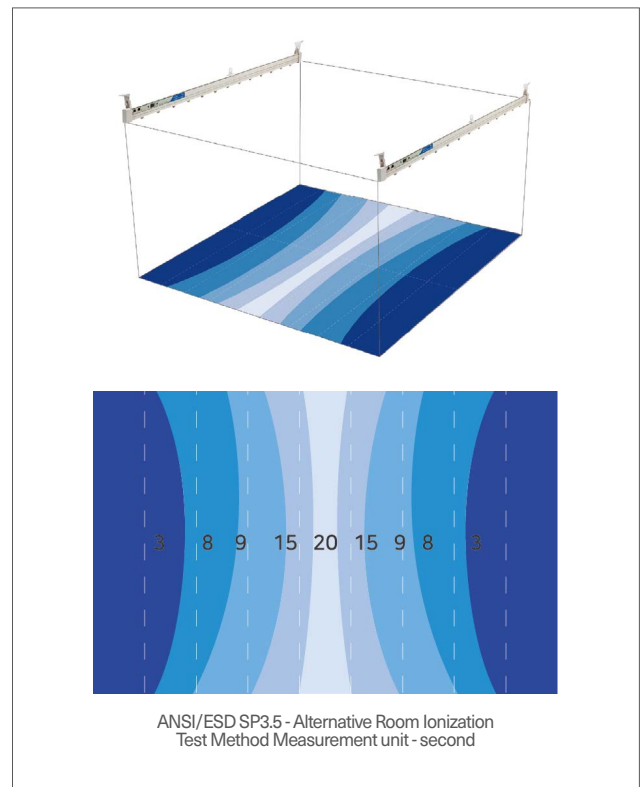 3 8 9 15 20 15 9 8 3
ANSI/ESD SP3.5 - Alternative Room Ionization
Test Method Measurement unit - second